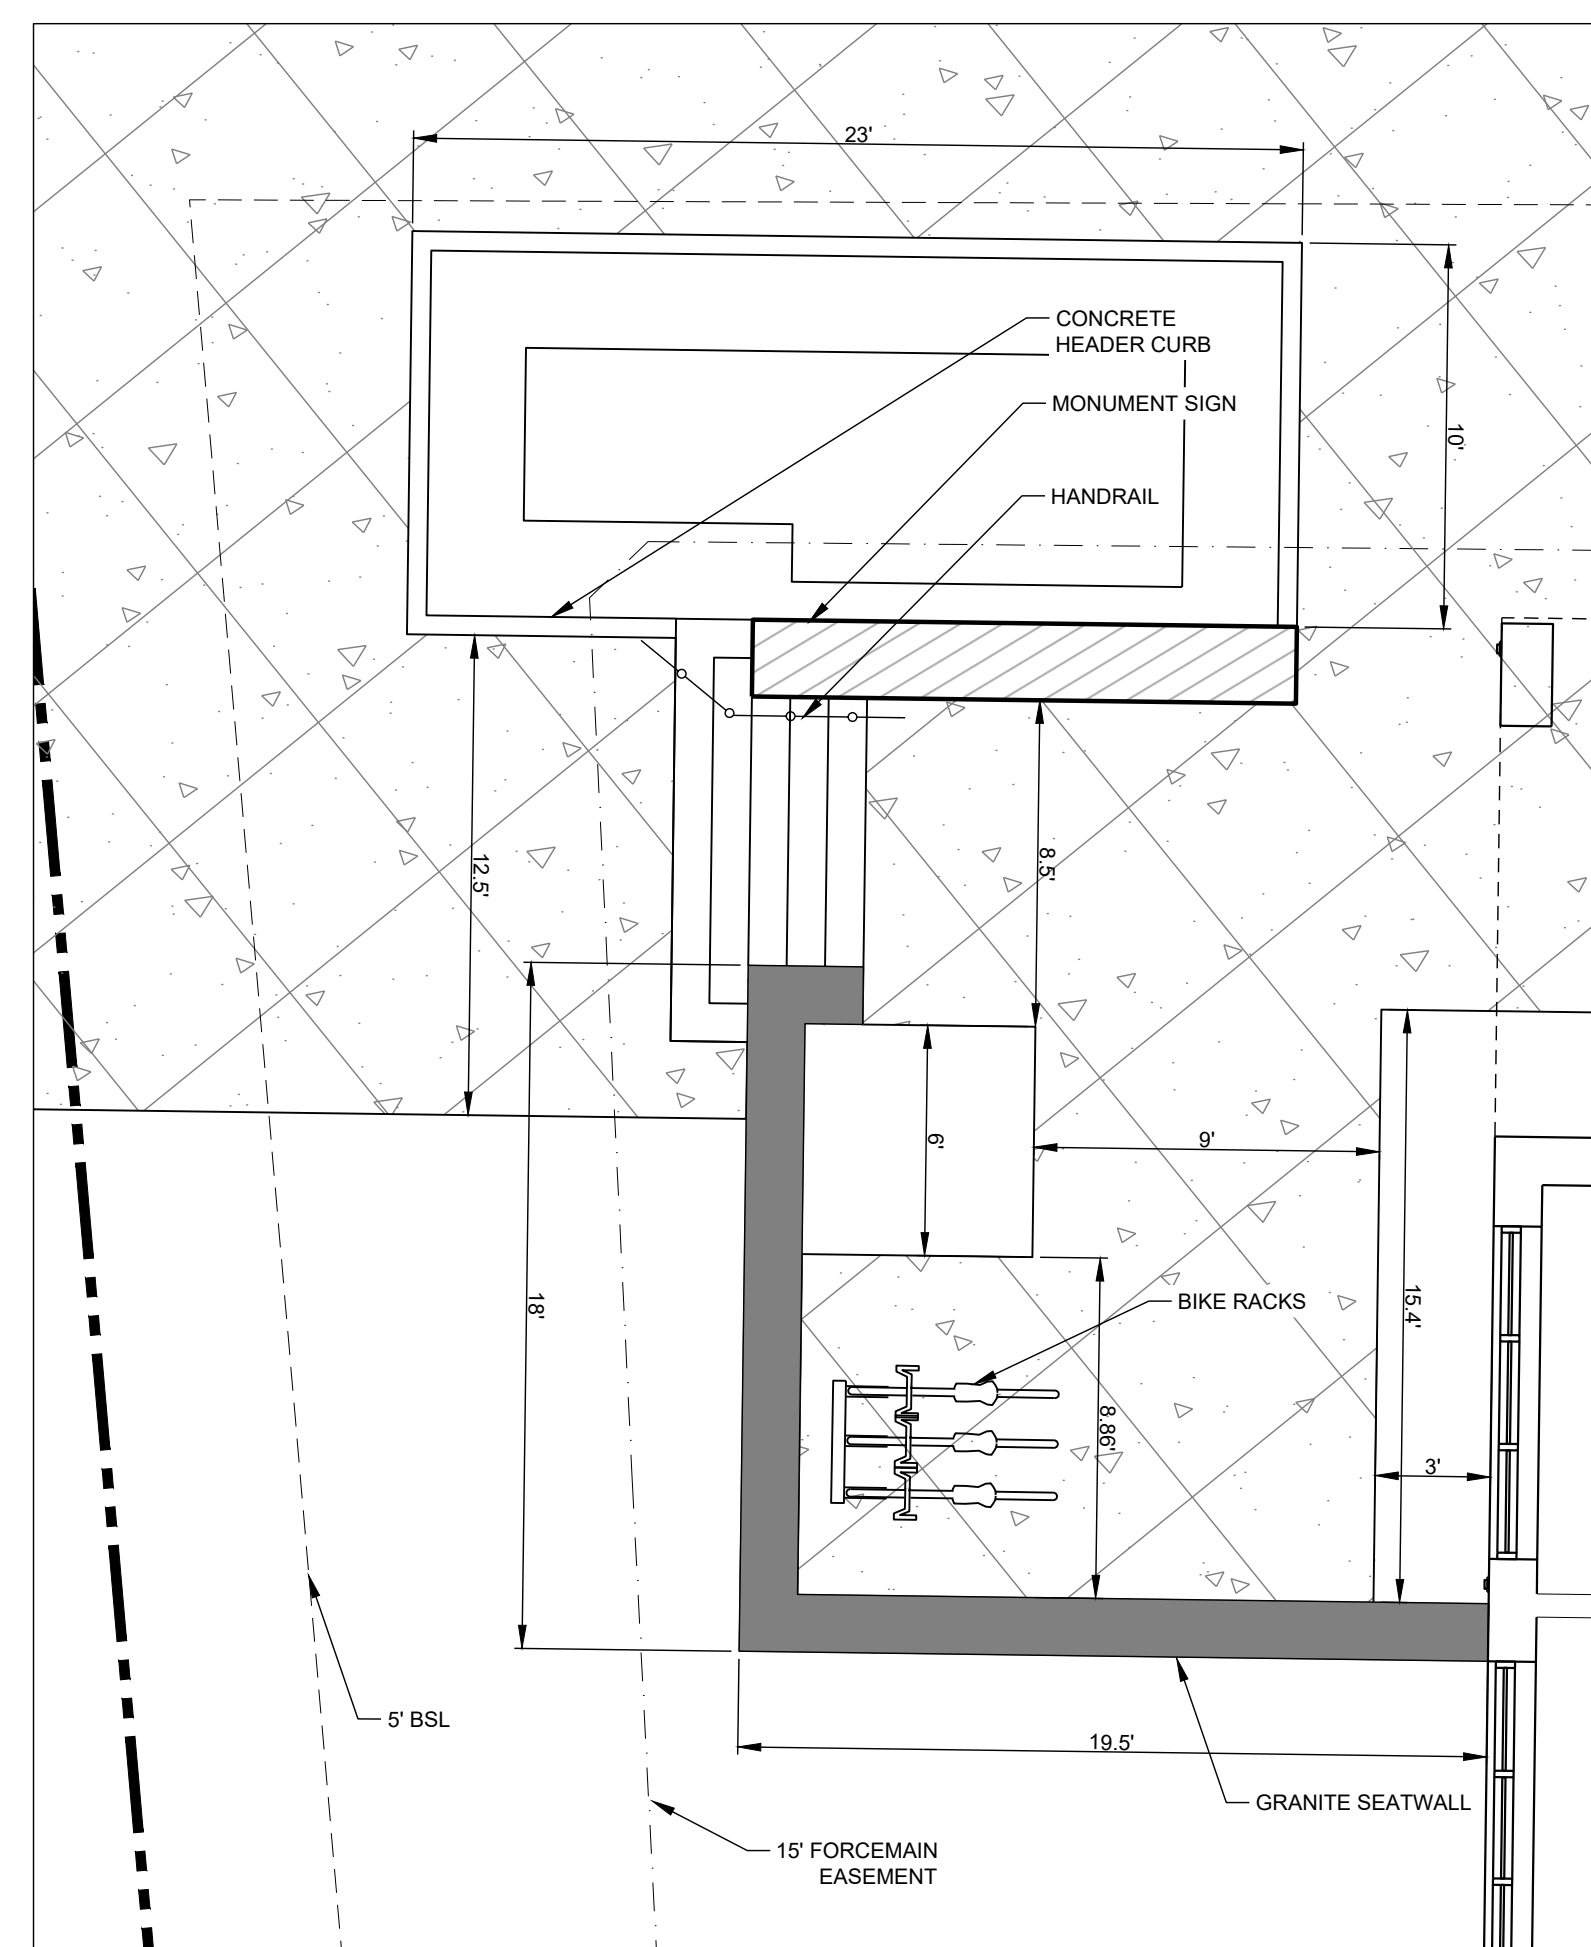 23'
CONCRETE
HEADER CURB
MONUMENT SIGN
10'
HANDRAIL
12.5'
8.5'
6'
9'
18'
BIKE RACKS
15.4'
8.86'
3'
5' BSL
19.5'
GRANITE SEATWALL
15' FORCEMAIN
EASEMENT